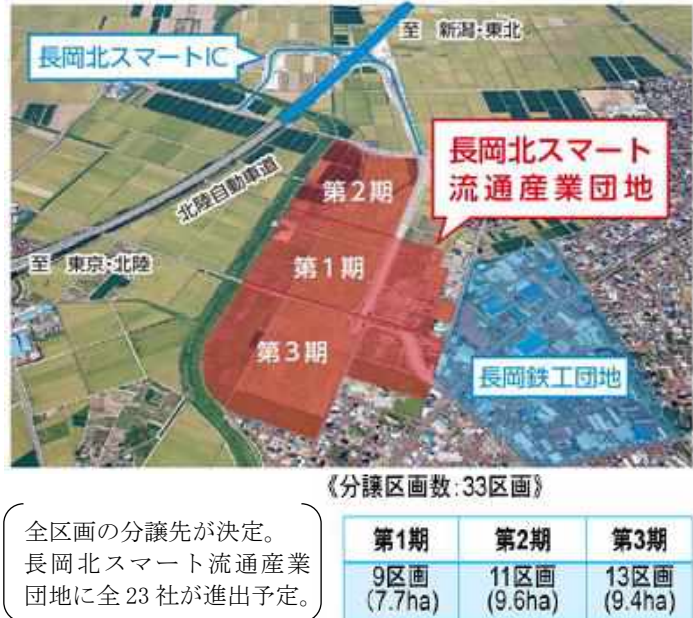 至 新潟･東北
長岡北スマートIC
長岡北スマート
流通産業団地
第2期
北陸自動車道
至 東京･北陸
第1期
第3期
長岡鉄工団地
《分譲区画数:33区画》
全区画の分譲先が決定。
長岡北スマート流通産業
団地に全 23 社が進出予定。
第1期 第2期 第3期
9区画 11区画 13区画
(7.7ha) (9.6ha) (9.4ha)